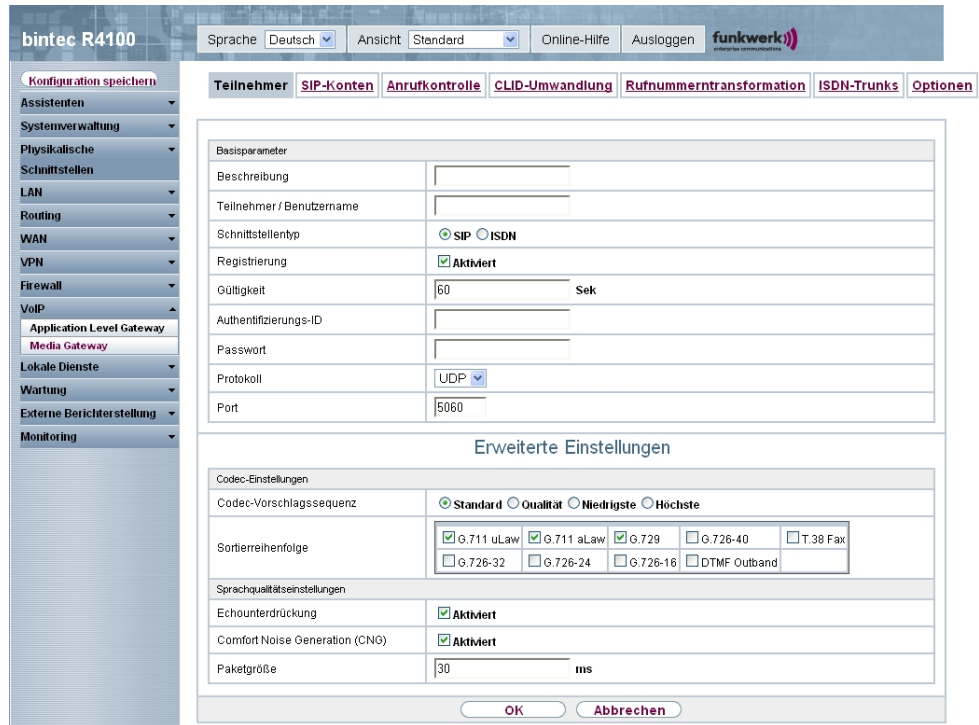 bintec R4100
Sprache Deutsch Ansicht Standard Online-Hilfe Ausloggen funkwerk
enterprise communications
Konfiguration speichern
Assistenten
Systemverwaltung
Physikalische
Schnittstellen
LAN
Routing
WAN
VPN
Firewall
VoIP
Application Level Gateway
Media Gateway
Lokale Dienste
Wartung
Externe Berichterstellung
Monitoring
Teilnehmer SIP-Konten Anrufkontrolle CLID-Umwandlung Rufnummerntransformation ISDN-Trunks Optionen
Basisparameter
Beschreibung
Teilnehmer / Benutzername
Schnittstellentyp SIP ISDN
Registrierung Aktiviert
Gültigkeit 60 Sek
Authentifizierungs-ID
Passwort
Protokoll UDP
Port 5060
Erweiterte Einstellungen
Codec-Einstellungen
Codec-Vorschlagssequenz Standard Qualität Niedrigste Höchste
Sortierreihenfolge
G.711 uLaw G.711 aLaw G.729 G.726-40 T.38 Fax
G.726-32 G.726-24 G.726-16 DTMF Outband
Sprachqualitätseinstellungen
Echounterdrückung Aktiviert
Comfort Noise Generation (CNG) Aktiviert
Paketgröße 30 ms
OK Abbrechen